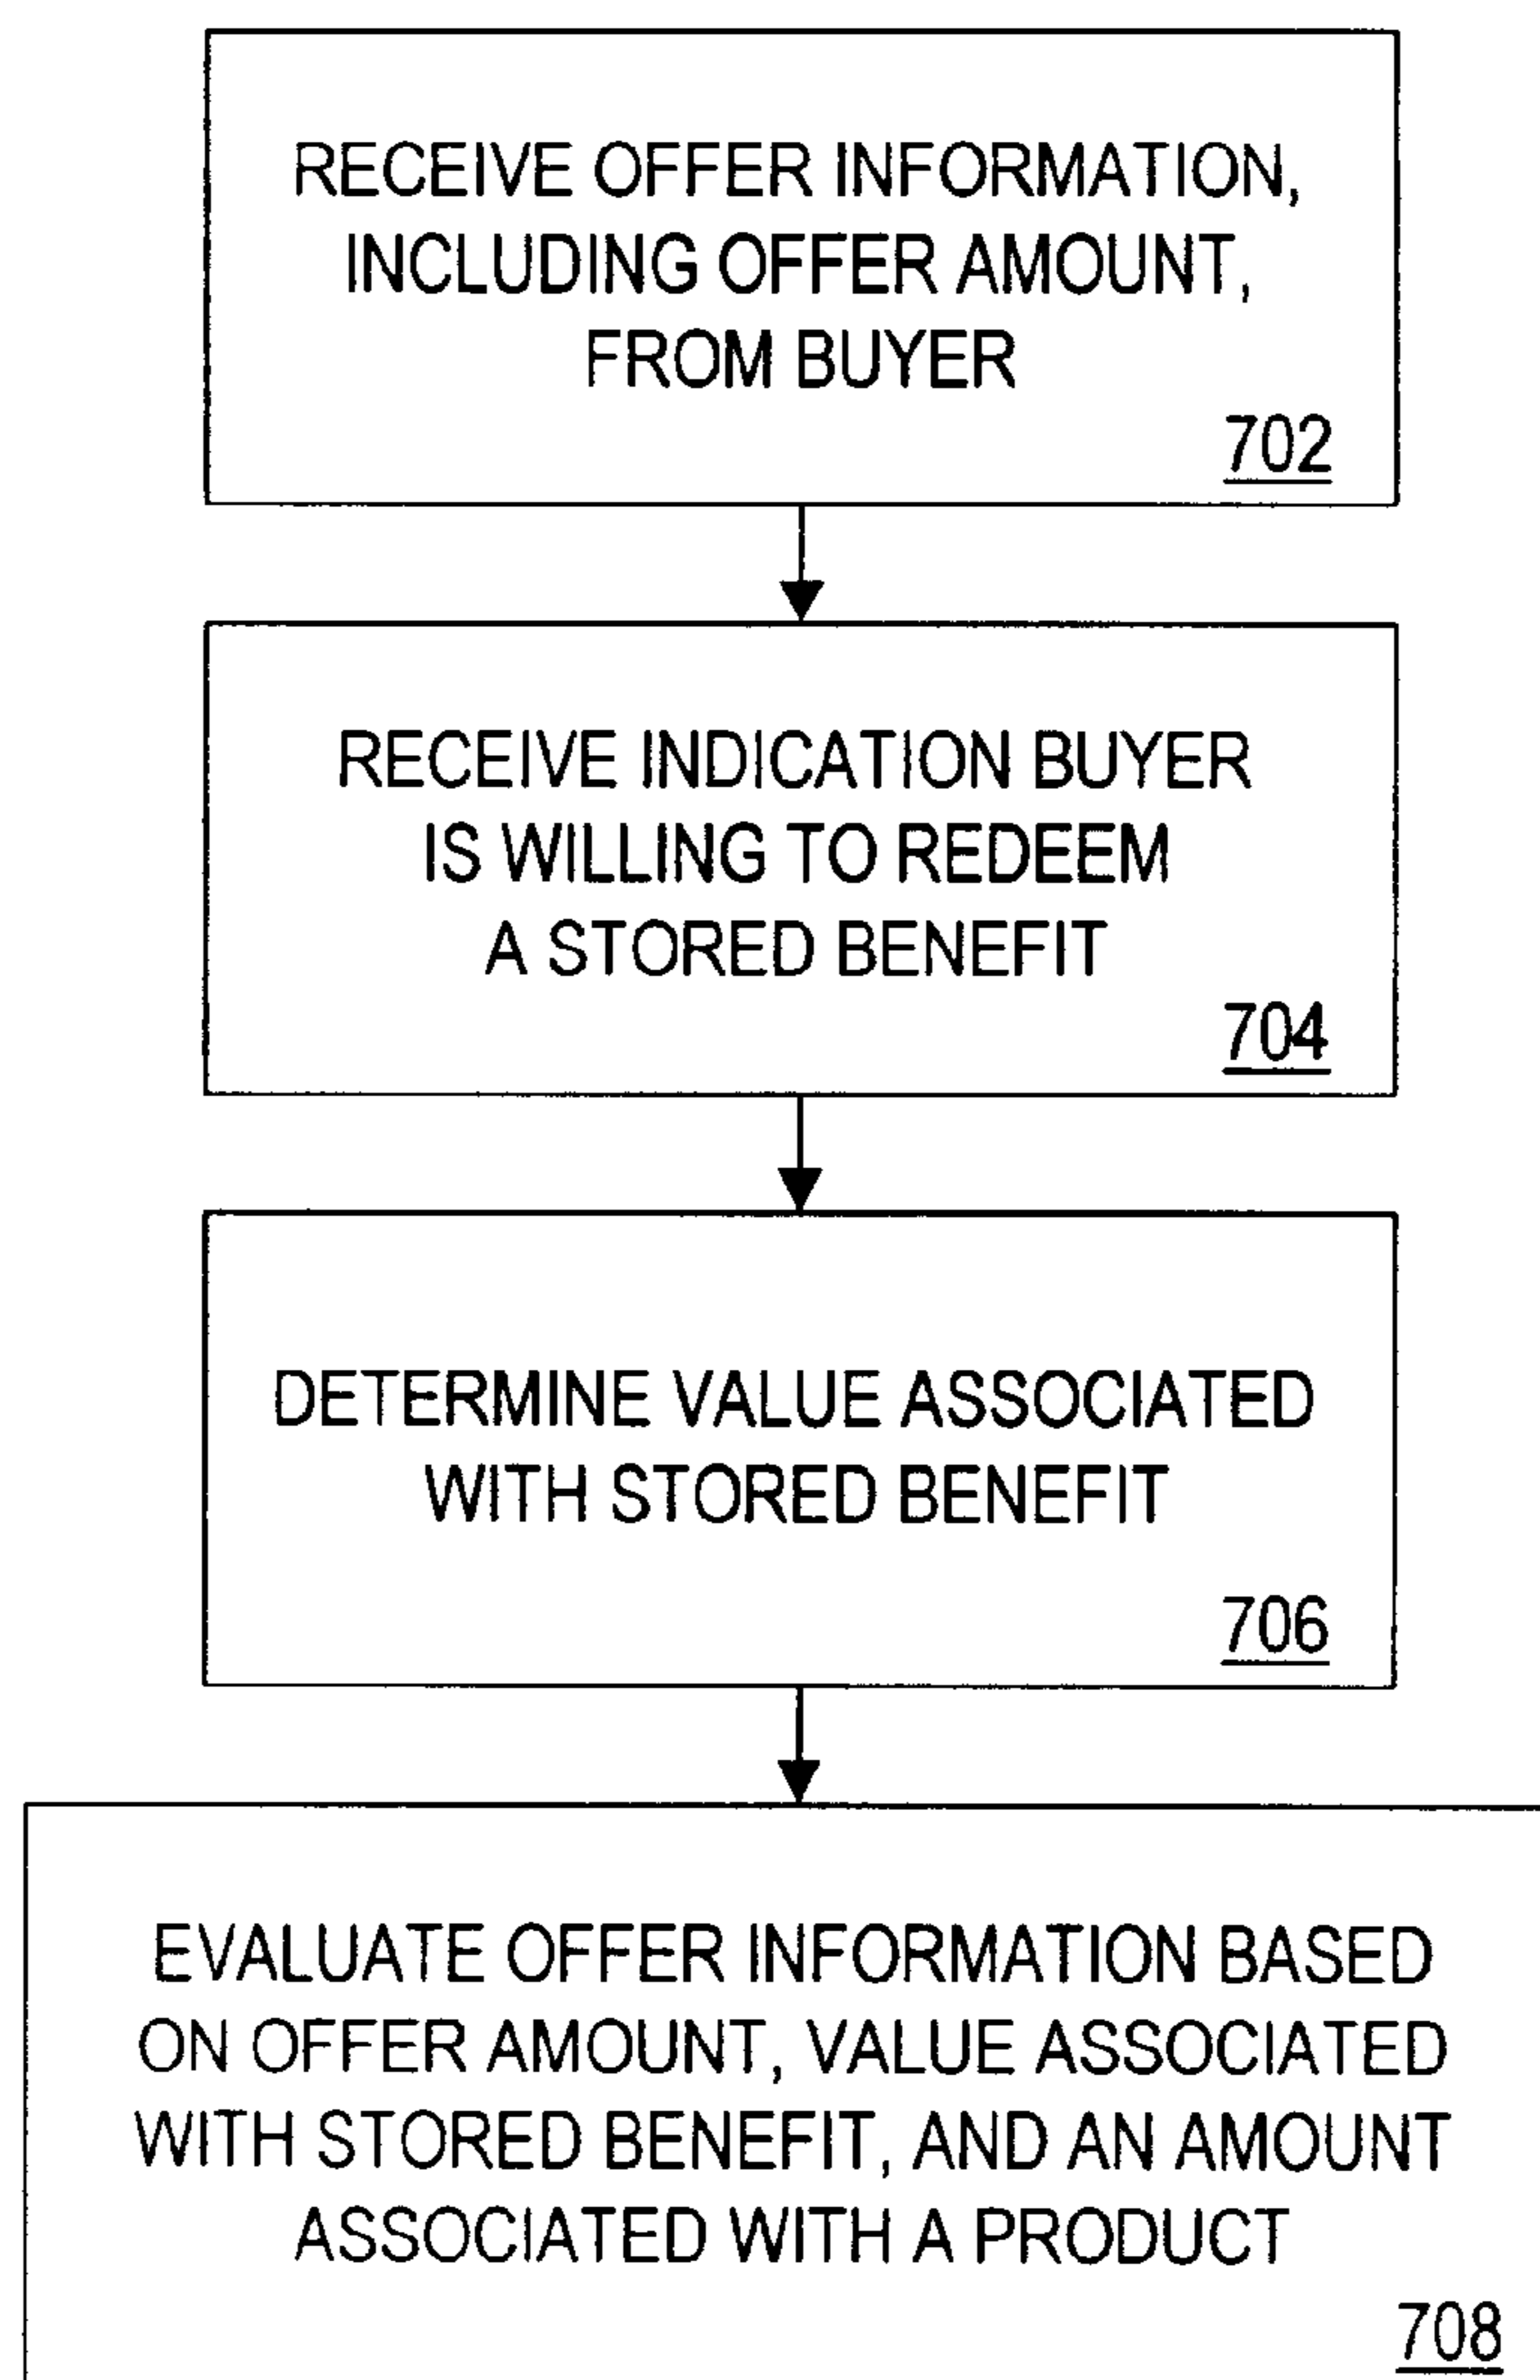 RECEIVE OFFER INFORMATION,
INCLUDING OFFER AMOUNT,
FROM BUYER
702
RECEIVE INDICATION BUYER
IS WILLING TO REDEEM
A STORED BENEFIT
704
DETERMINE VALUE ASSOCIATED
WITH STORED BENEFIT
706
EVALUATE OFFER INFORMATION BASED
ON OFFER AMOUNT, VALUE ASSOCIATED
WITH STORED BENEFIT, AND AN AMOUNT
ASSOCIATED WITH A PRODUCT
708